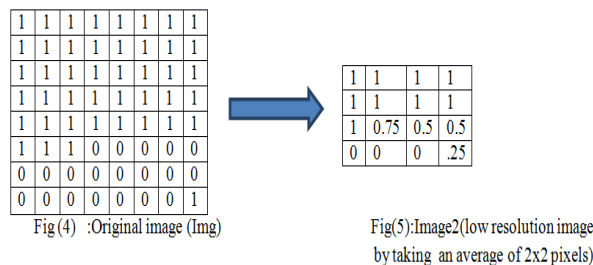 1 1 1 1 1 1 1 1
1 1 1 1 1 1 1 1
1 1 1 1 1 1 1 1
1 1 1 1 1 1 1 1
1 1 1 1 1 1 1 1
1 1 1 0 0 0 0 0
0 0 0 0 0 0 0 0
0 0 0 0 0 0 0 1
Fig (4) :Original image (Img)
1 1 1 1
1 1 1 1
1 0.75 0.5 0.5
0 0 0 .25
Fig(5):Image2(low resolution image
by taking an average of 2x2 pixels)